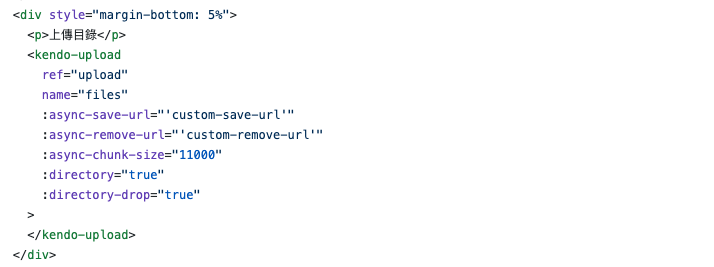 <div style="margin-bottom: 5%">
  <p>上傳目錄</p>
  <kendo-upload
    ref="upload"
    name="files"
    :async-save-url="'custom-save-url'"
    :async-remove-url="'custom-remove-url'"
    :async-chunk-size="11000"
    :directory="true"
    :directory-drop="true"
  >
  </kendo-upload>
</div>